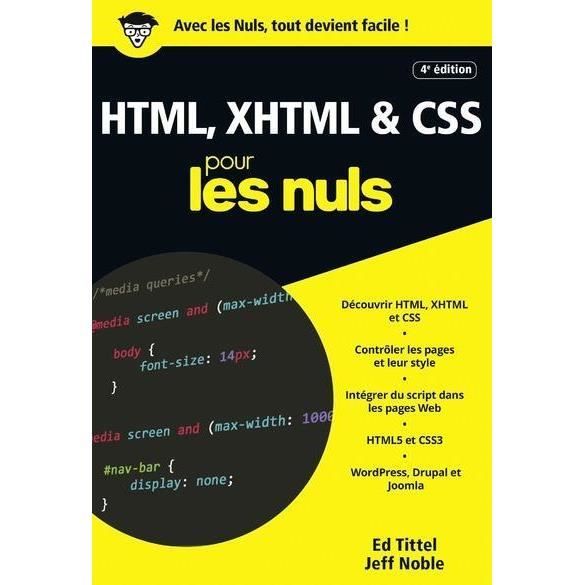 Avec les Nuls, tout devient facile !
4e édition
HTML, XHTML & CSS
pour
les nuls
/*media queries*/
@media screen and (max-width
body {
font-size: 14px;
}
edia screen and (max-width: 1000
#nav-bar {
display: none;
}
Découvrir HTML, XHTML
et CSS
•
Contrôler les pages
et leur style
•
Intégrer du script dans
les pages Web
•
HTML5 et CSS3
•
WordPress, Drupal et
Joomla
Ed Tittel
Jeff Noble